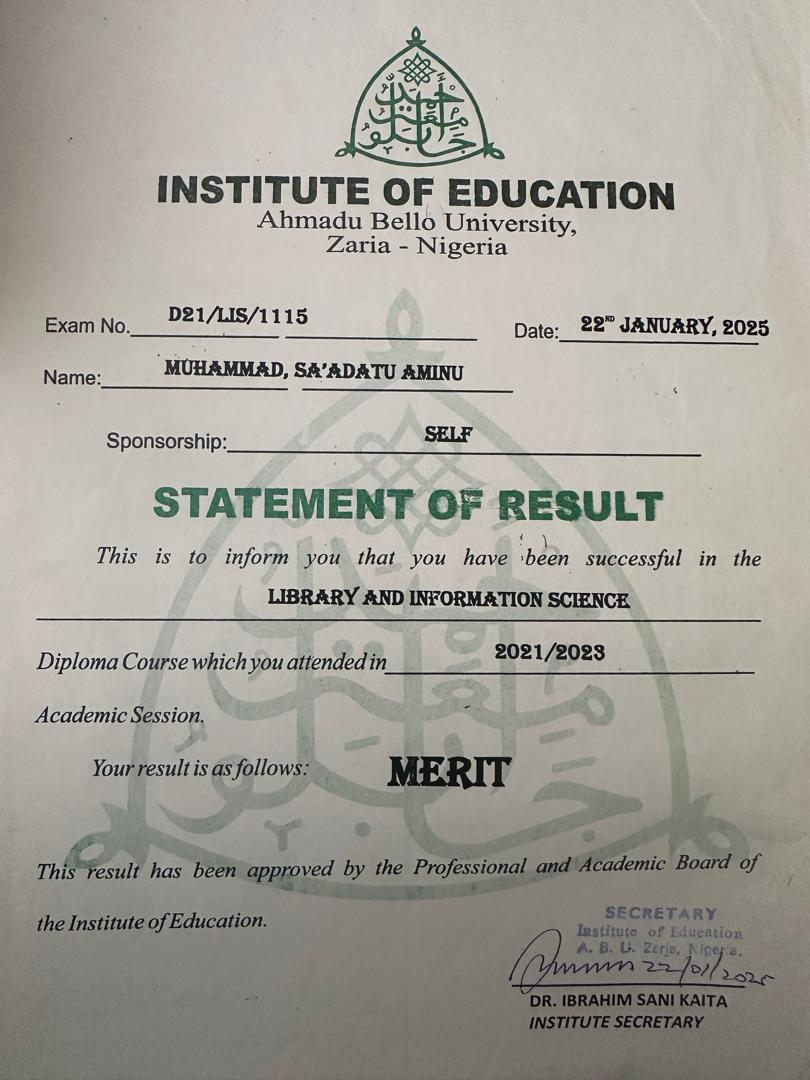 INSTITUTE OF EDUCATION
Ahmadu Bello University,
Zaria - Nigeria
Exam No. D21/LIS/1115 Date: 22ND JANUARY, 2025
Name: MUHAMMAD, SA'ADATU AMINU
Sponsorship: SELF
STATEMENT OF RESULT
This is to inform you that you have been successful in the
LIBRARY AND INFORMATION SCIENCE
Diploma Course which you attended in 2021/2023
Academic Session.
Your result is as follows: MERIT
This result has been approved by the Professional and Academic Board of
the Institute of Education.
SECRETARY
Institute of Education
A. B. U. Zaria, Nigeria.
22/01/2025
DR. IBRAHIM SANI KAITA
INSTITUTE SECRETARY